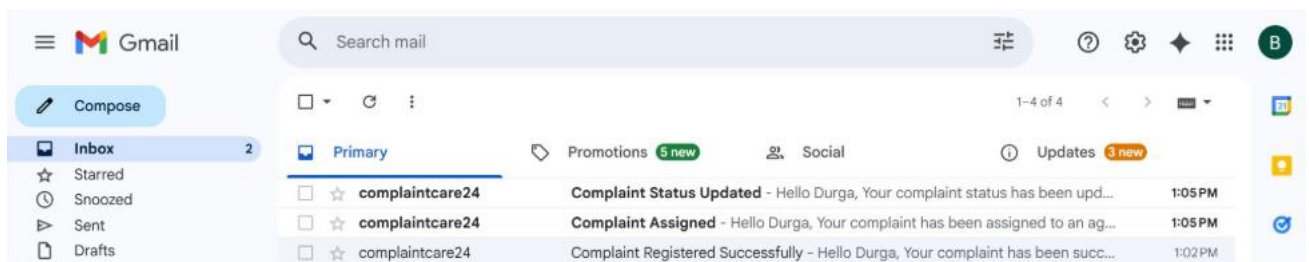 Gmail Search mail B
Compose 1–4 of 4
Inbox 2 Primary Promotions 5 new Social Updates 3 new
Starred
complaintcare24 Complaint Status Updated - Hello Durga, Your complaint status has been upd... 1:05 PM
Snoozed
Sent complaintcare24 Complaint Assigned - Hello Durga, Your complaint has been assigned to an ag... 1:05 PM
Drafts complaintcare24 Complaint Registered Successfully - Hello Durga, Your complaint has been succ... 1:02 PM